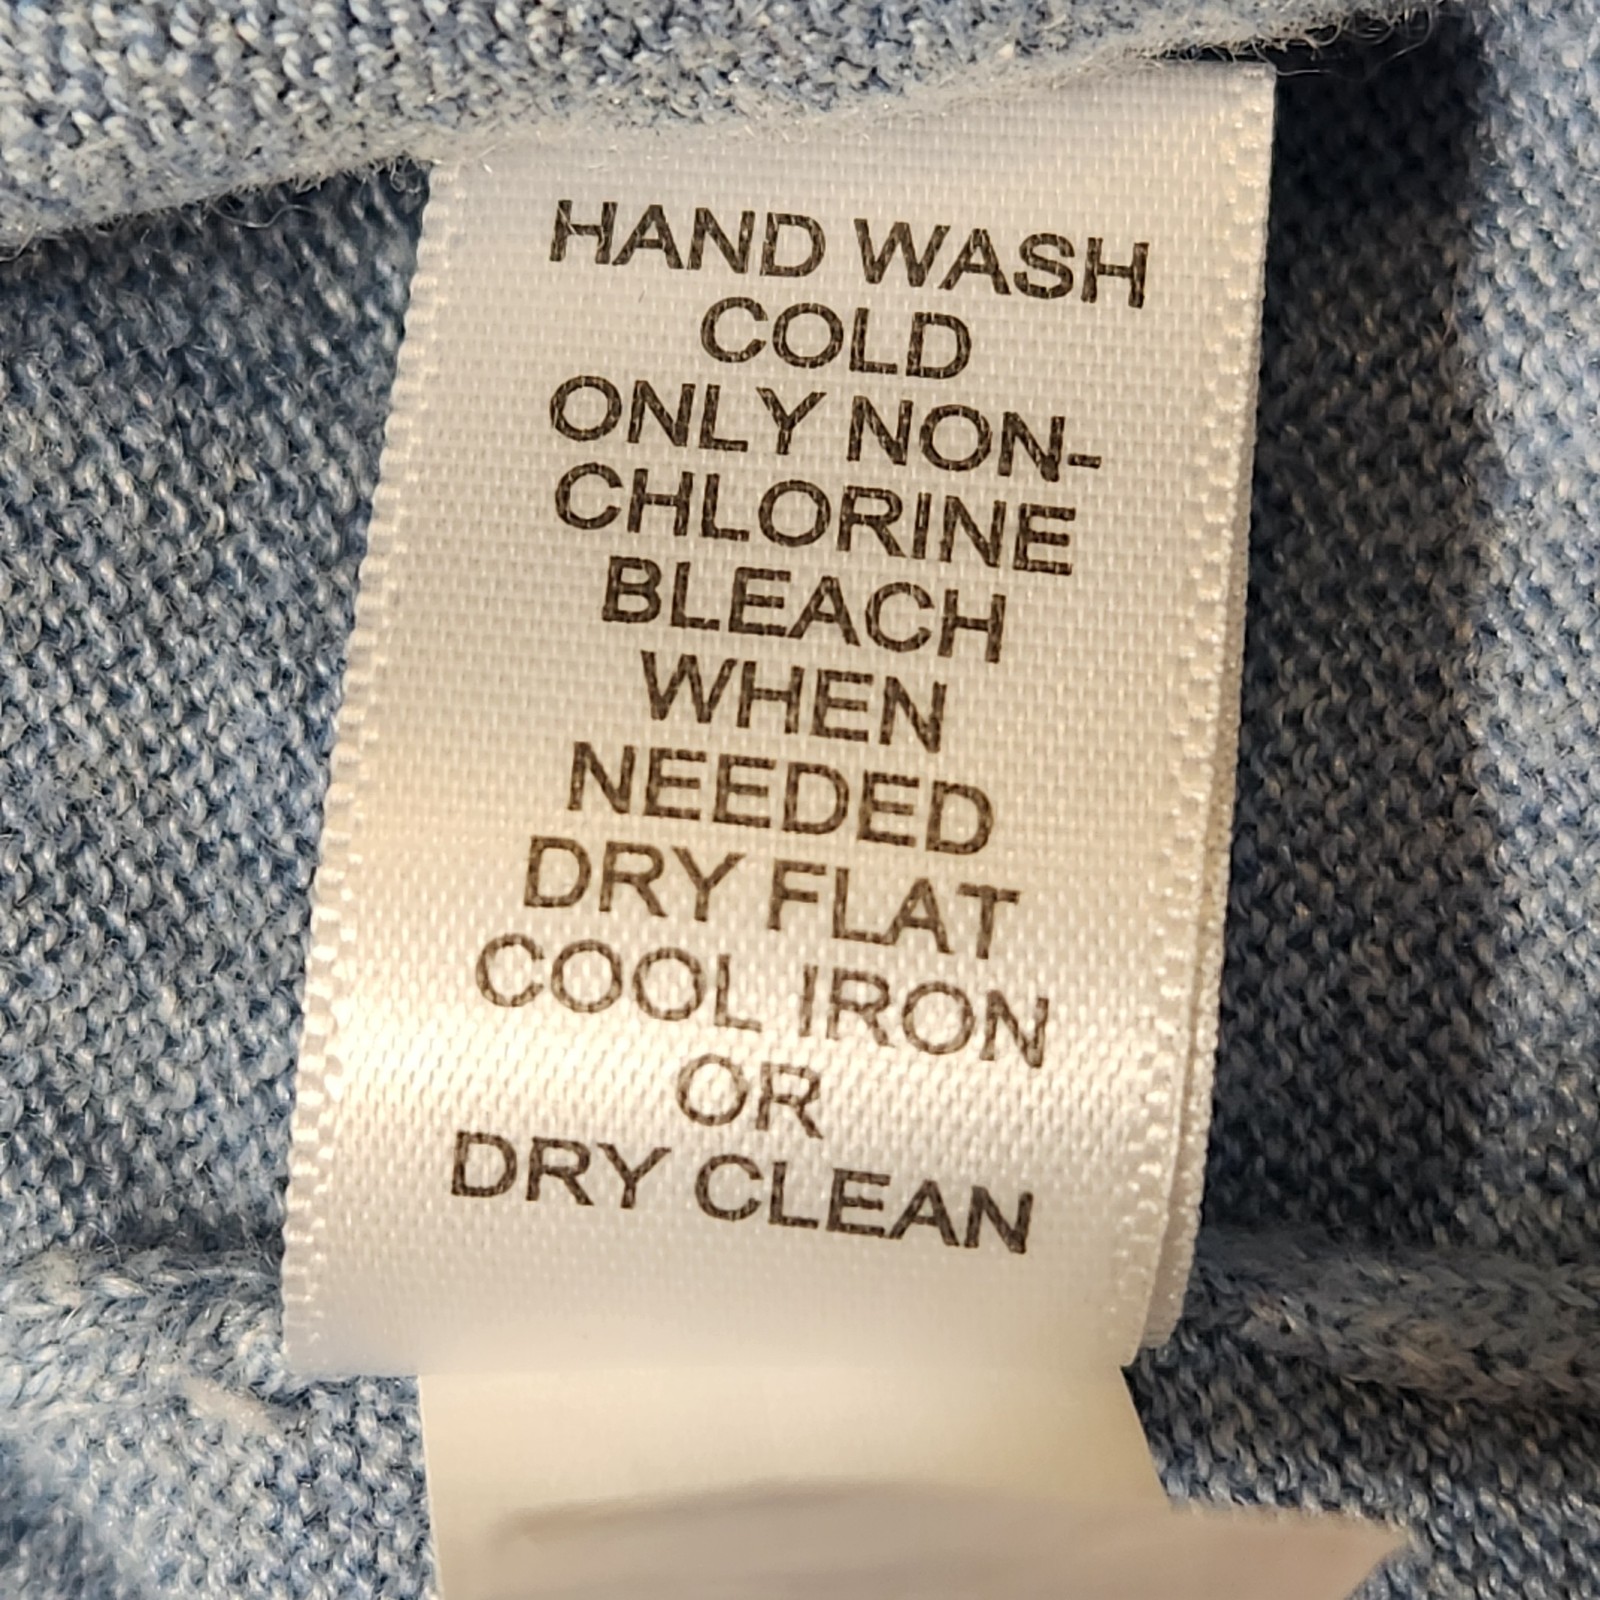 HAND WASH
COLD
ONLY NON-
CHLORINE
BLEACH
WHEN
NEEDED
DRY FLAT
COOL IRON
OR
DRY CLEAN